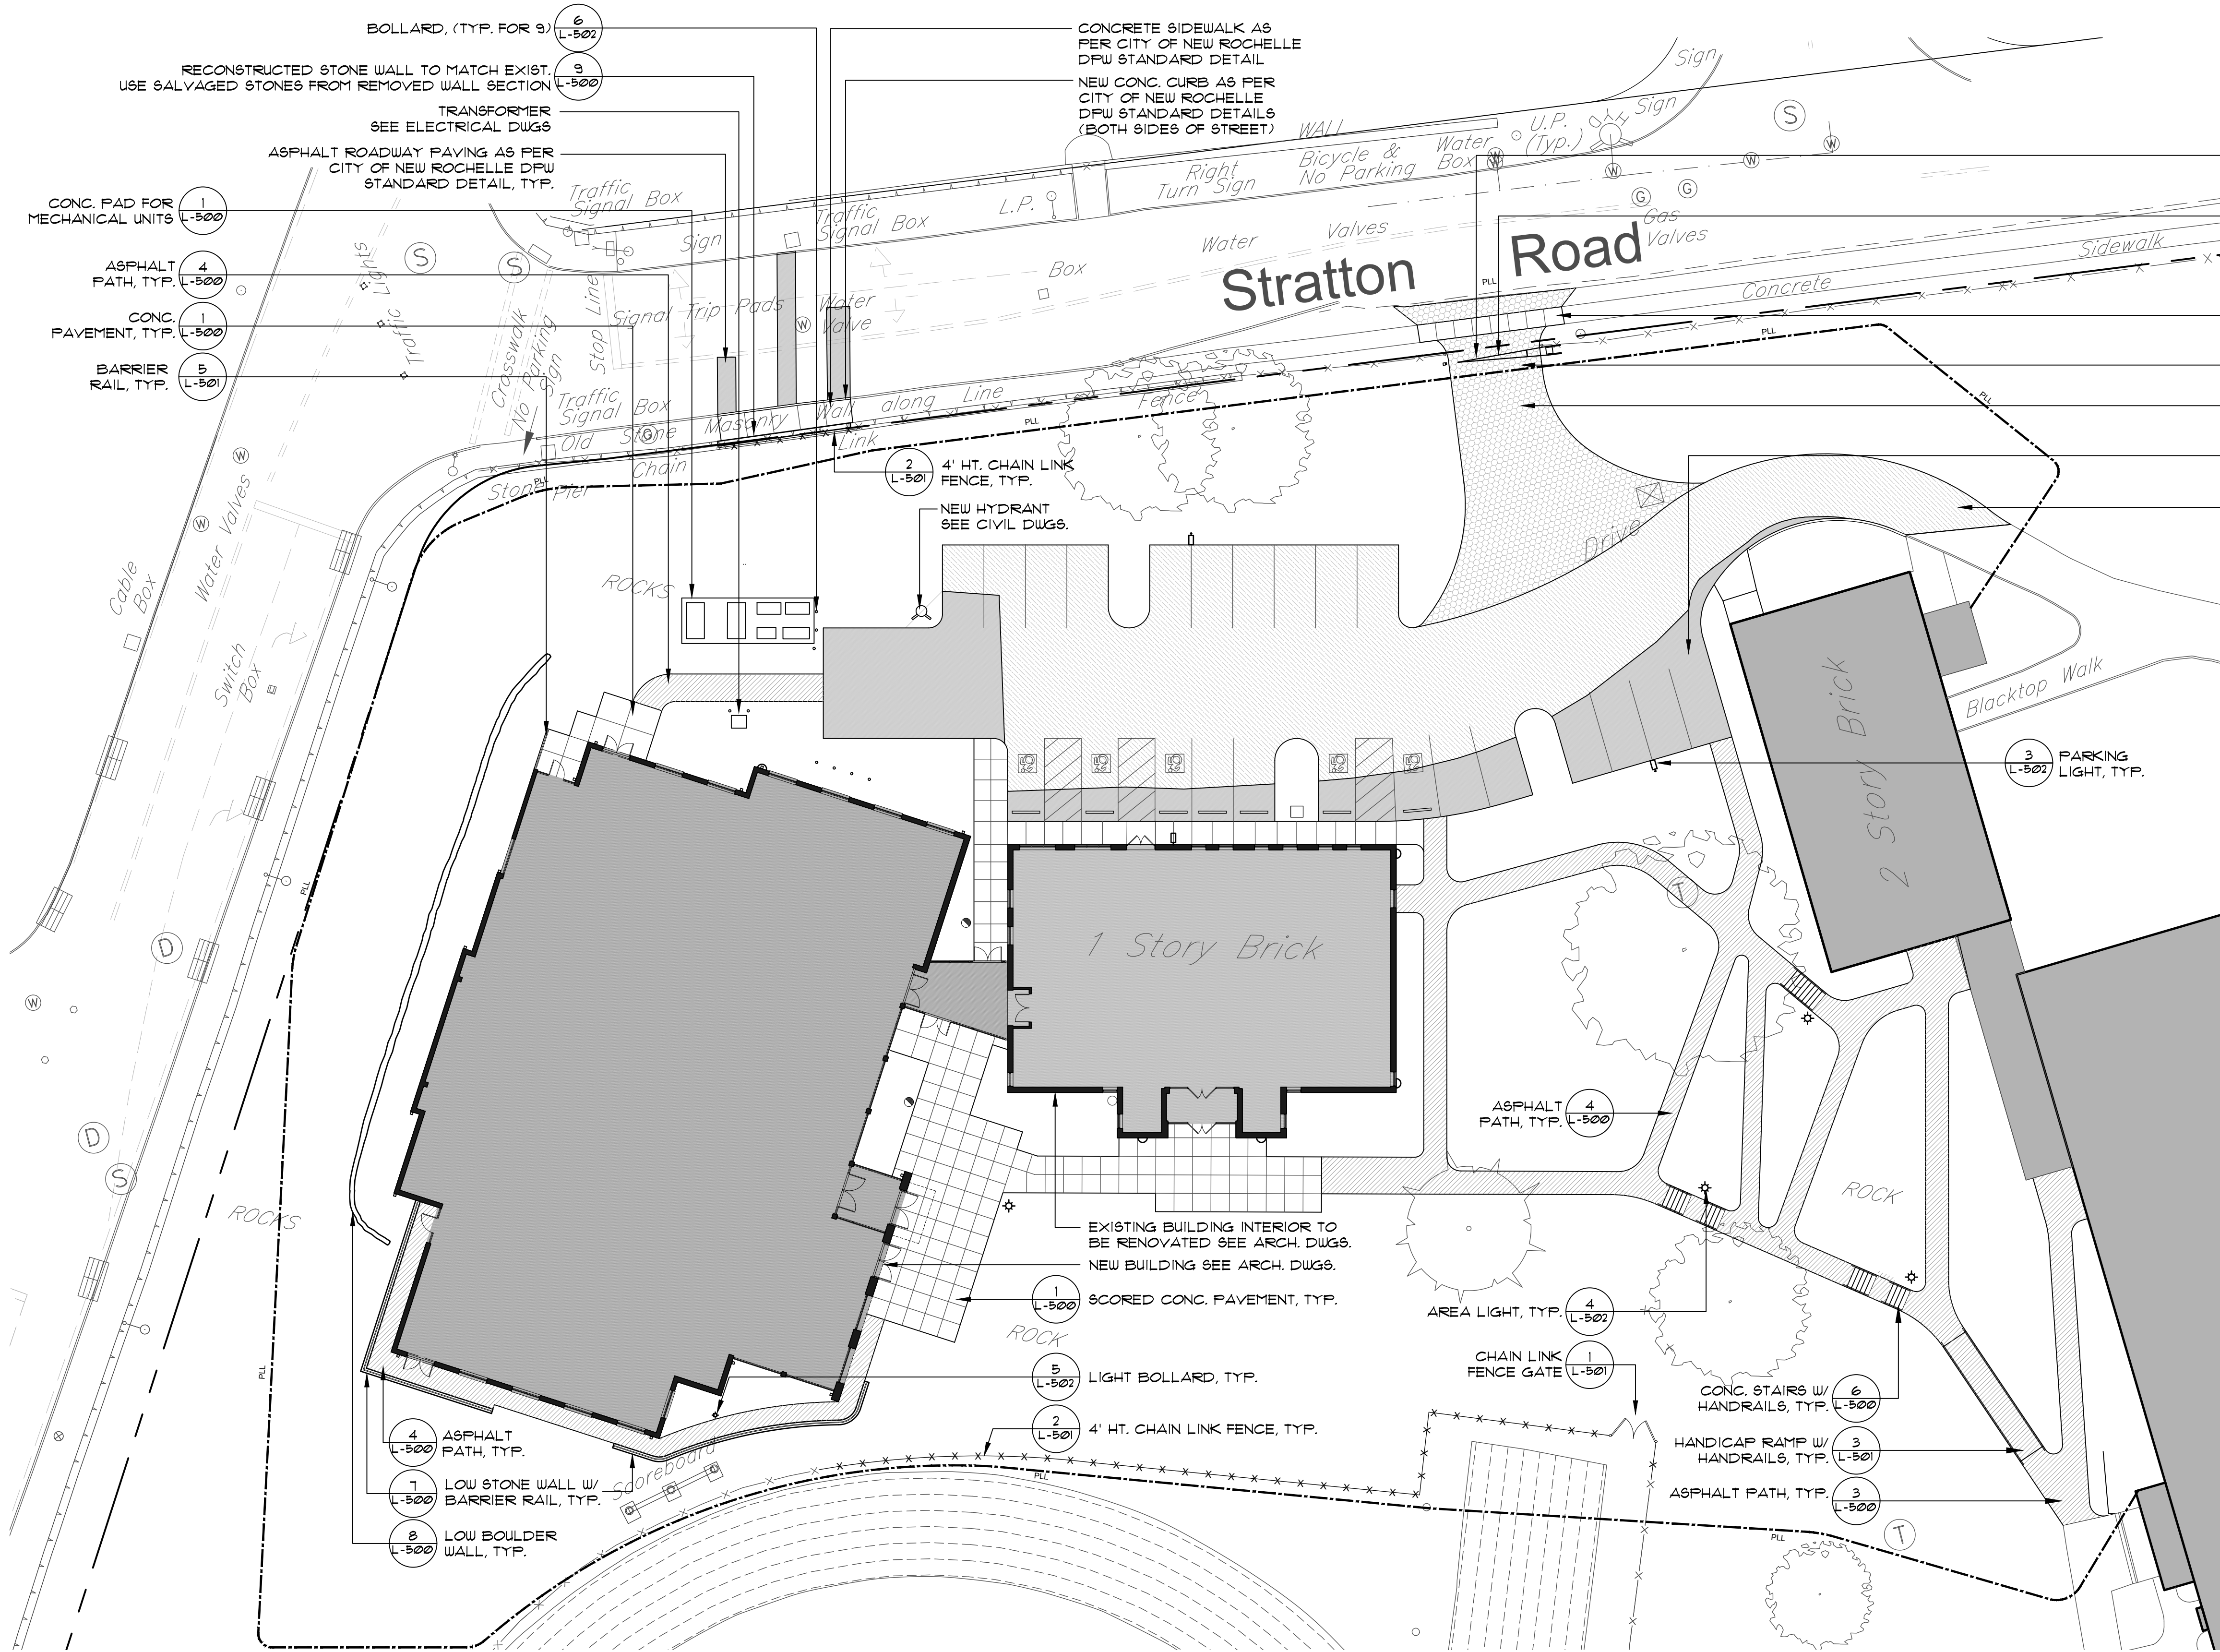 BOLLARD, (TYP. FOR 9)
6
L-502
RECONSTRUCTED STONE WALL TO MATCH EXIST.
USE SALVAGED STONES FROM REMOVED WALL SECTION
9
L-500
TRANSFORMER
SEE ELECTRICAL DWGS
ASPHALT ROADWAY PAVING AS PER
CITY OF NEW ROCHELLE DPW
STANDARD DETAIL, TYP.
CONC. PAD FOR
MECHANICAL UNITS
1
L-500
ASPHALT
PATH, TYP.
4
L-500
CONC.
PAVEMENT, TYP.
1
L-500
BARRIER
RAIL, TYP.
5
L-501
CONCRETE SIDEWALK AS
PER CITY OF NEW ROCHELLE
DPW STANDARD DETAIL
NEW CONC. CURB AS PER
CITY OF NEW ROCHELLE
DPW STANDARD DETAILS
(BOTH SIDES OF STREET)
WALL
Sign
Sign
U.P.
(Typ.)
S
Right
Turn Sign
Bicycle &
No Parking
Water
Box
W
W
W
W
W
G
G
Gas
Valves
Traffic
Signal Box
Sign
Traffic
Signal Box
L.P.
Water
Valves
Box
Stratton Road
PLL
Sidewalk
Concrete
PLL
PLL
S
S
Traffic Lights
Crosswalk
No Parking
Sign
Stop Line
Signal Trip Pads
Water
Valve
W
Traffic
Signal Box
G
Old Stone Masonry Wall along Line
Chain Link Fence
PLL
Stone Pier
PLL
2
L-501
4' HT. CHAIN LINK
FENCE, TYP.
NEW HYDRANT
SEE CIVIL DWGS.
Drive
W
W
Water Valves
Cable
Box
Switch
Box
ROCKS
2 Story Brick
Blacktop Walk
3
L-502
PARKING
LIGHT, TYP.
PLL
D
W
D
S
ROCKS
1 Story Brick
T
ASPHALT
PATH, TYP.
4
L-500
ROCK
EXISTING BUILDING INTERIOR TO
BE RENOVATED SEE ARCH. DWGS.
NEW BUILDING SEE ARCH. DWGS.
1
L-500
SCORED CONC. PAVEMENT, TYP.
ROCK
AREA LIGHT, TYP.
4
L-502
CHAIN LINK
FENCE GATE
1
L-501
5
L-502
LIGHT BOLLARD, TYP.
2
L-501
4' HT. CHAIN LINK FENCE, TYP.
CONC. STAIRS W/
HANDRAILS, TYP.
6
L-500
HANDICAP RAMP W/
HANDRAILS, TYP.
3
L-501
ASPHALT PATH, TYP.
3
L-500
PLL
4
L-500
ASPHALT
PATH, TYP.
7
L-500
LOW STONE WALL W/
BARRIER RAIL, TYP.
8
L-500
LOW BOULDER
WALL, TYP.
Scoreboard
PLL
PLL
T